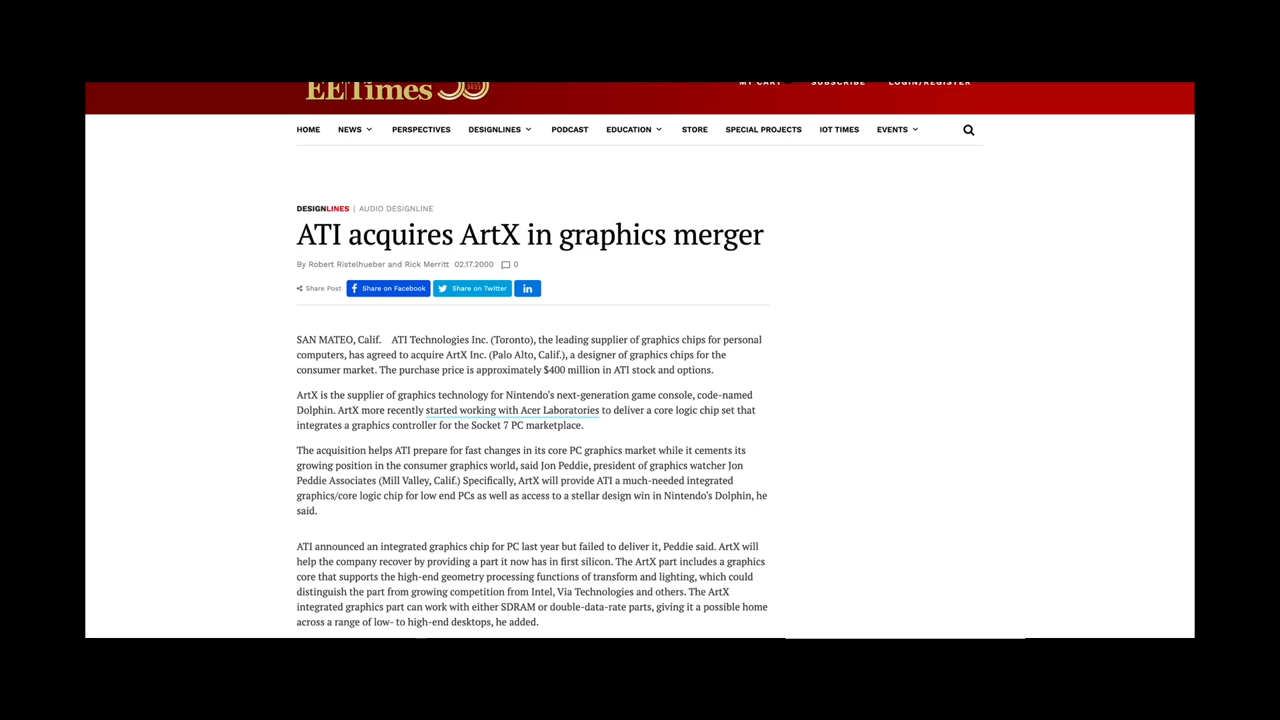 EE|Times 50
2022
MY CART SUBSCRIBE LOGIN/REGISTER
HOME NEWS PERSPECTIVES DESIGNLINES PODCAST EDUCATION STORE SPECIAL PROJECTS IOT TIMES EVENTS
DESIGNLINES | AUDIO DESIGNLINE
ATI acquires ArtX in graphics merger
By Robert Ristelhueber and Rick Merritt 02.17.2000 0
Share Post Share on Facebook Share on Twitter in
SAN MATEO, Calif. ATI Technologies Inc. (Toronto), the leading supplier of graphics chips for personal
computers, has agreed to acquire ArtX Inc. (Palo Alto, Calif.), a designer of graphics chips for the
consumer market. The purchase price is approximately $400 million in ATI stock and options.
ArtX is the supplier of graphics technology for Nintendo's next-generation game console, code-named
Dolphin. ArtX more recently started working with Acer Laboratories to deliver a core logic chip set that
integrates a graphics controller for the Socket 7 PC marketplace.
The acquisition helps ATI prepare for fast changes in its core PC graphics market while it cements its
growing position in the consumer graphics world, said Jon Peddie, president of graphics watcher Jon
Peddie Associates (Mill Valley, Calif.) Specifically, ArtX will provide ATI a much-needed integrated
graphics/core logic chip for low end PCs as well as access to a stellar design win in Nintendo's Dolphin, he
said.
ATI announced an integrated graphics chip for PC last year but failed to deliver it, Peddie said. ArtX will
help the company recover by providing a part it now has in first silicon. The ArtX part includes a graphics
core that supports the high-end geometry processing functions of transform and lighting, which could
distinguish the part from growing competition from Intel, Via Technologies and others. The ArtX
integrated graphics part can work with either SDRAM or double-data-rate parts, giving it a possible home
across a range of low- to high-end desktops, he added.